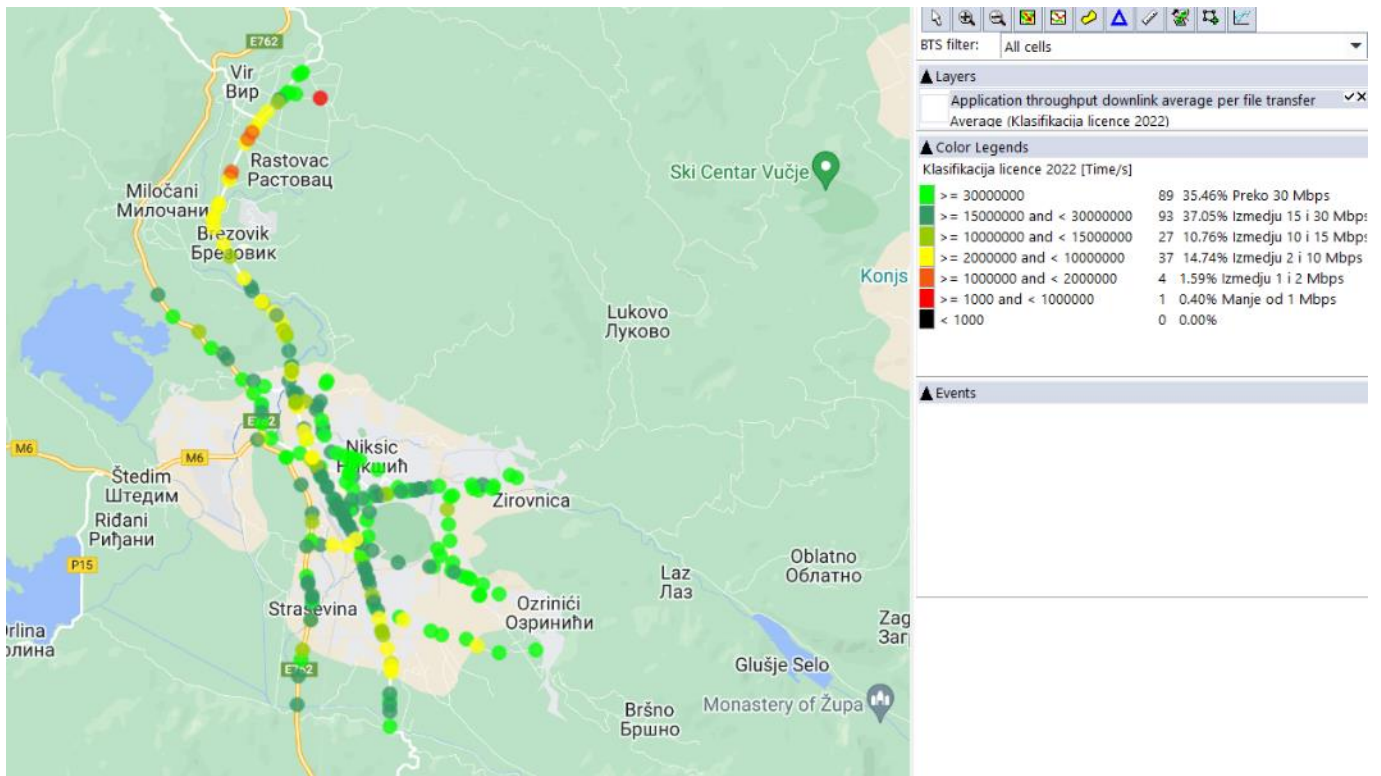 E762
Vir
Вир
Rastovac
Растовац
Ski Centar Vučje
Miločani
Милочани
Brezovik
Брезовик
Konjs
Lukovo
Луково
E762
M6
M6
Niksic
Никшић
Štedim
Штедим
Zirovnica
Riđani
Риђани
P15
Oblatno
Облатно
Laz
Лаз
Strasevina
Ozrinići
Озринићи
Orlina
Zag
Заг
E762
Glušje Selo
Bršno
Бршно
Monastery of Župa
BTS filter: All cells
Layers
Application throughput downlink average per file transfer
Average (Klasifikacija licence 2022)
Color Legends
Klasifikacija licence 2022 [Time/s]
>= 30000000 89 35.46% Preko 30 Mbps
>= 15000000 and < 30000000 93 37.05% Izmedju 15 i 30 Mbps
>= 10000000 and < 15000000 27 10.76% Izmedju 10 i 15 Mbps
>= 2000000 and < 10000000 37 14.74% Izmedju 2 i 10 Mbps
>= 1000000 and < 2000000 4 1.59% Izmedju 1 i 2 Mbps
>= 1000 and < 1000000 1 0.40% Manje od 1 Mbps
< 1000 0 0.00%
Events